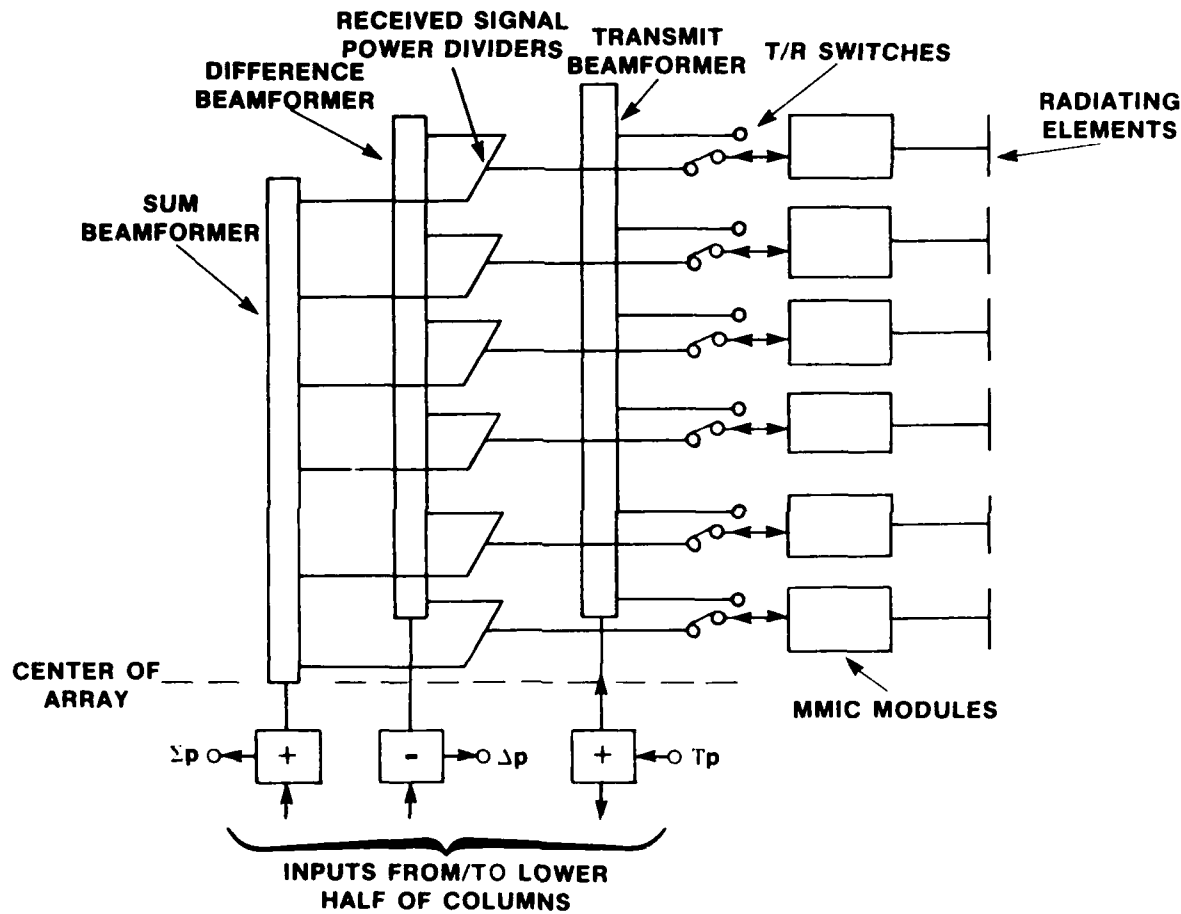 RECEIVED SIGNAL
POWER DIVIDERS
TRANSMIT
BEAMFORMER
T/R SWITCHES
DIFFERENCE
BEAMFORMER
RADIATING
ELEMENTS
SUM
BEAMFORMER
CENTER OF
ARRAY
MMIC MODULES
Σp
+
-
Δp
+
Tp
INPUTS FROM/TO LOWER
HALF OF COLUMNS